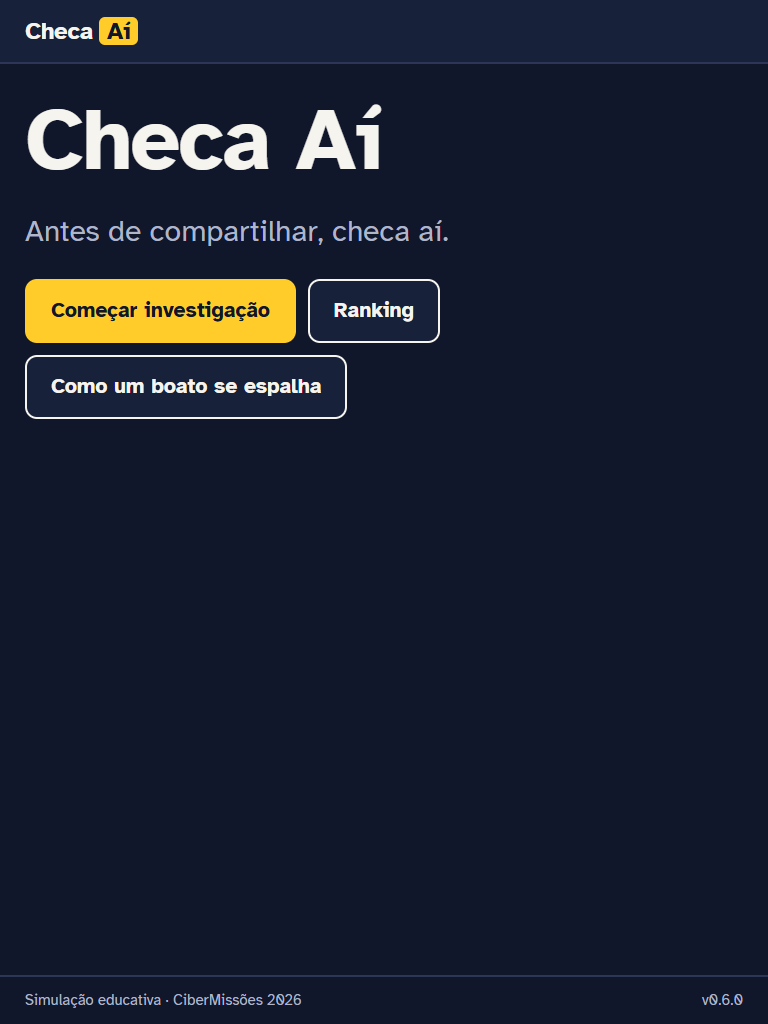 Checa Aí
Checa Aí
Antes de compartilhar, checa aí.
Começar investigação
Ranking
Como um boato se espalha
Simulação educativa · CiberMissões 2026
v0.6.0